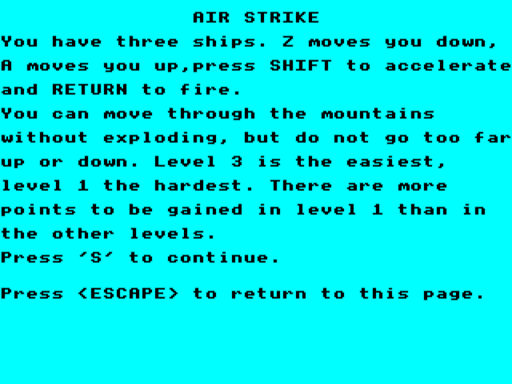 AIR STRIKE
You have three ships. Z moves you down,
A moves you up,press SHIFT to accelerate
and RETURN to fire.
You can move through the mountains
without exploding, but do not go too far
up or down. Level 3 is the easiest,
level 1 the hardest. There are more
points to be gained in level 1 than in
the other levels.
Press 'S' to continue.
Press <ESCAPE> to return to this page.